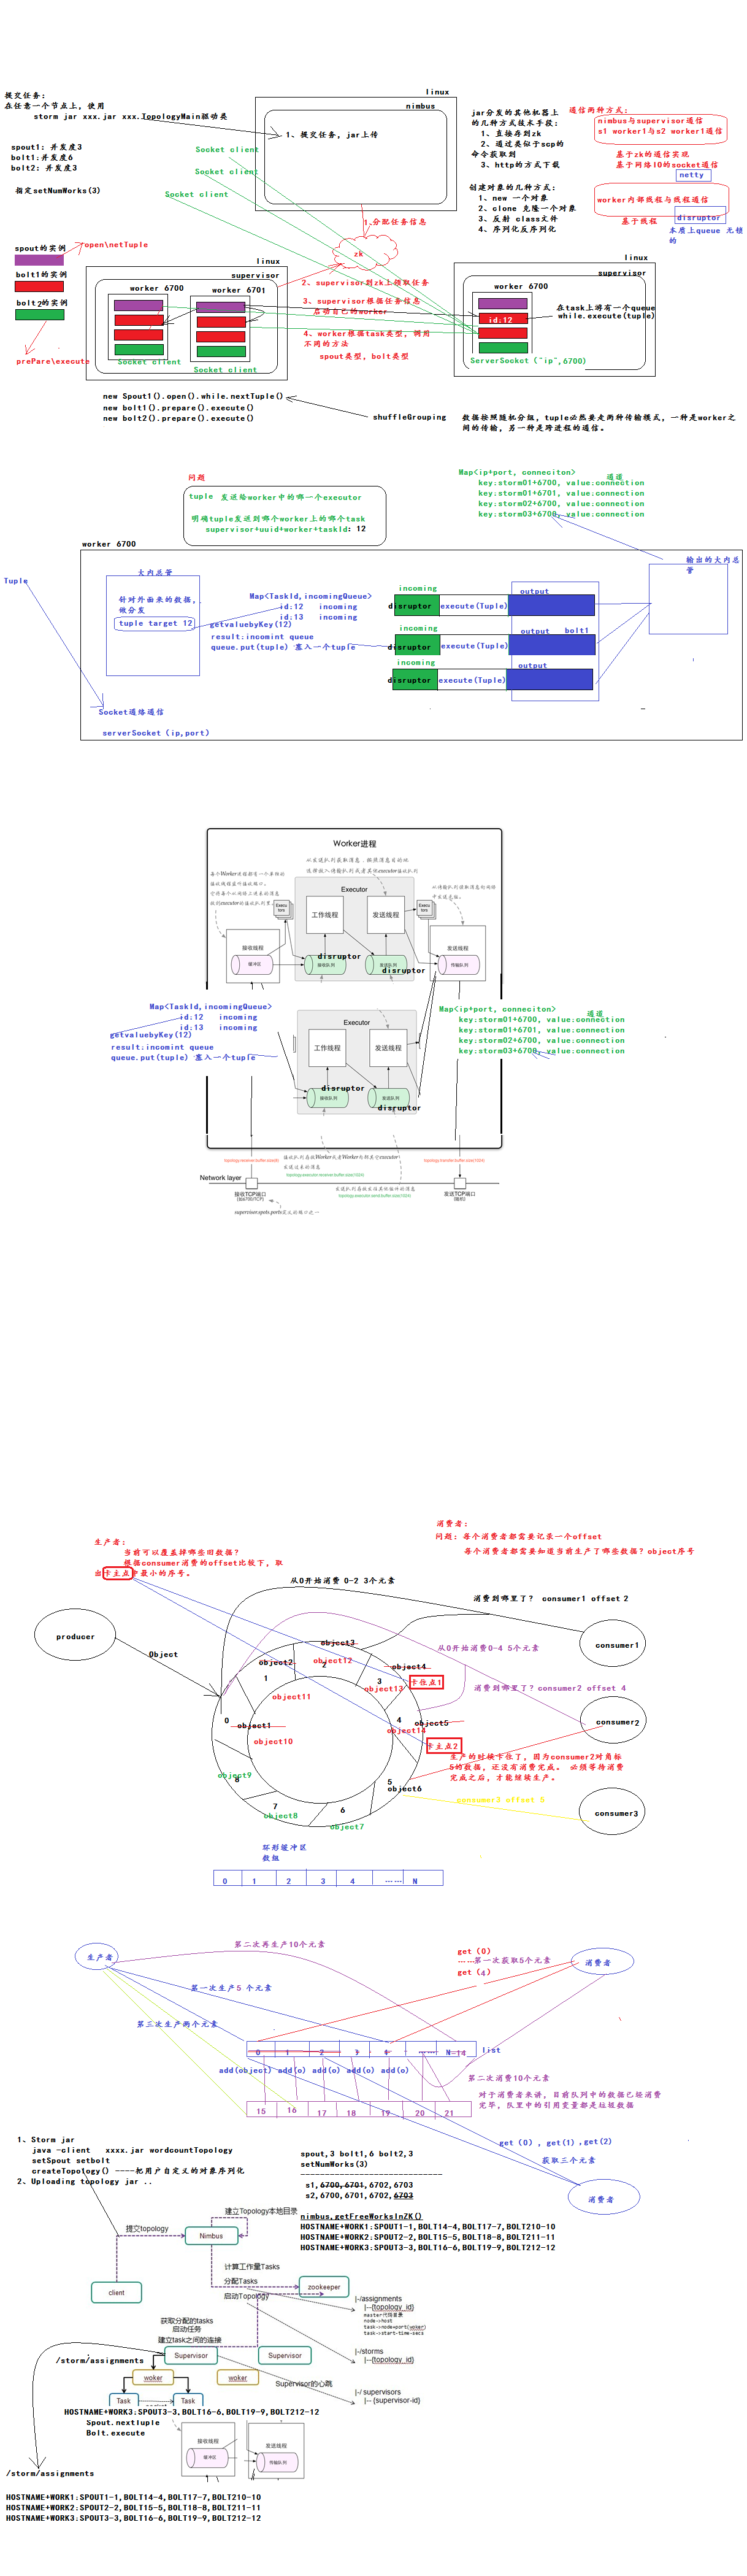 提交任务:
在任意一个节点上，使用
storm jar xxx.jar xxx.TopologyMain驱动类
spout1: 并发度3
bolt1:并发度6
bolt2: 并发度3
指定setNumWorks(3)
linux
nimbus
1、提交任务, jar上传
Socket client
Socket client
Socket client
jar分发的其他机器上
的几种方式技术手段:
1、直接存到zk
2、通过类似于scp的
命令获取到
3、http的方式下载
创建对象的几种方式:
1、new 一个对象
2、clone 克隆一个对象
3、反射 class文件
4、序列化反序列化
通信两种方式:
nimbus与supervisor通信
s1 worker1与s2 worker1通信
基于zk的通信实现
基于网络IO的socket通信
netty
worker内部线程与线程通信
基于线程
disruptor
本质上queue 无锁
的
1、分配任务信息
zk
2、supervisor到zk上领取任务
3、supervisor根据任务信息
启动自己的worker
4、worker根据task类型, 调用
不同的方法
spout类型, bolt类型
spout的实例
open\netTuple
bolt1的实例
bolt2的实例
prePare\execute
linux
supervisor
worker 6700
worker 6701
Socket client
Socket client
linux
supervisor
worker 6700
id:12
ServerSokcet ("ip",6700)
在task上游有一个queue
while.execute(tuple)
new Spout1().open().while.nextTuple()
new bolt1().prepare().execute()
new bolt2().prepare().execute()
shuffleGrouping
数据按照随机分组, tuple必然要走两种传输模式, 一种是worker之
间的传输, 另一种是跨进程的通信。
问题
tuple 发送给worker中的哪一个executor
明确tuple发送到哪个worker上的哪个task
supervisor+uuid+worker+taskId: 12
Map<ip+port, conneciton>
通道
key:storm01+6700, value:connection
key:storm01+6701, value:connection
key:storm02+6700, value:connection
key:storm03+6700, value:connection
worker 6700
Tuple
大内总管
针对外面来的数据,
做分发
tuple target 12
Map<TaskId,incomingQueue>
id:12 incoming
id:13 incoming
getvaluebyKey(12)
result:incomint queue
queue.put(tuple) 塞入一个tuple
incoming
disruptor execute(Tuple)
output
incoming
disruptor execute(Tuple)
output bolt1
incoming
disruptor execute(Tuple)
output
输出的大内总
管
Socket通络通信
serverSocket (ip,port)
Worker进程
Executor
Execu
tors
工作线程
发送线程
Execu
tors
接收线程
缓冲区
接收队列
disruptor
发送队列
disruptor
发送线程
传输队列
Map<TaskId,incomingQueue>
id:12 incoming
id:13 incoming
getvaluebyKey(12)
result:incomint queue
queue.put(tuple) 塞入一个tuple
Executor
工作线程
发送线程
disruptor
接收队列
发送队列
disruptor
Map<ip+port, conneciton>
通道
key:storm01+6700, value:connection
key:storm01+6701, value:connection
key:storm02+6700, value:connection
key:storm03+6700, value:connection
Network layer
接收TCP端口
发送TCP端口
生产者:
当前可以覆盖掉哪些旧数据?
根据consumer消费的offset比较下, 取
出卡主点中最小的序号。
消费者:
问题: 每个消费者都需要记录一个offset
每个消费者都需要知道当前生产了哪些数据? object序号
从0开始消费 0-2 3个元素
消费到哪里了? consumer1 offset 2
producer
Object
consumer1
从0开始消费0-4 5个元素
消费到哪里了? consumer2 offset 4
consumer2
object3
object2
object12
object4
object13
卡住点1
object11
object1
object10
object5
object14
卡主点2
生产的时候卡住了, 因为consumer2对角标
5的数据, 还没有消费完成。 必须等待消费
完成之后, 才能继续生产。
object9
object6
object8
object7
0
1
2
3
4
5
6
7
8
consumer3 offset 5
consumer3
环形缓冲区
数组
0 1 2 3 4 …… N
生产者
第二次再生产10个元素
第一次生产5 个元素
第三次生产两个元素
get (0)
……第一次获取5个元素
get (4)
消费者
0 1 2 3 4 …… N-14
list
add(object) add(o) add(o) add(o) add(o)
第二次消费10个元素
15 16 17 18 19 20 21
对于消费者来讲, 目前队列中的数据已经消费
完毕, 队里中的引用变量都是垃圾数据
get (0) , get(1) ,get(2)
获取三个元素
消费者
1、Storm jar
java -client xxxx.jar wordcountTopology
setSpout setbolt
createTopology() ----把用户自定义的对象序列化
2、Uploading topology jar ..
spout,3 bolt1,6 bolt2,3
setNumWorks(3)
---------------------------
s1,6700,6701,6702,6703
s2,6700,6701,6702,6703
nimbus,getFreeWorksInZK()
HOSTNAME+WORK1:SPOUT1-1,BOLT14-4,BOLT17-7,BOLT210-10
HOSTNAME+WORK2:SPOUT2-2,BOLT15-5,BOLT18-8,BOLT211-11
HOSTNAME+WORK3:SPOUT3-3,BOLT16-6,BOLT19-9,BOLT212-12
建立Topology本地目录
提交topology
Nimbus
计算工作量Tasks
分配Tasks
启动Topology
client
zookeeper
|-/assignments
|--{topology_id}
node->host
task->node+port(woker)
task->start-time-secs
获取分配的tasks
启动任务
建立task之间的连接
Supervisor
Supervisor
|-/storms
|--{topology_id}
/storm/assignments
woker
woker
Supervisor的心跳
|-/ supervisors
|-- {supervisor-id}
Task
Task
HOSTNAME+WORK3:SPOUT3-3,BOLT16-6,BOLT19-9,BOLT212-12
Spout.nextTuple
Bolt.execute
接收线程
缓冲区
发送线程
传输队列
/storm/assignments
HOSTNAME+WORK1:SPOUT1-1,BOLT14-4,BOLT17-7,BOLT210-10
HOSTNAME+WORK2:SPOUT2-2,BOLT15-5,BOLT18-8,BOLT211-11
HOSTNAME+WORK3:SPOUT3-3,BOLT16-6,BOLT19-9,BOLT212-12